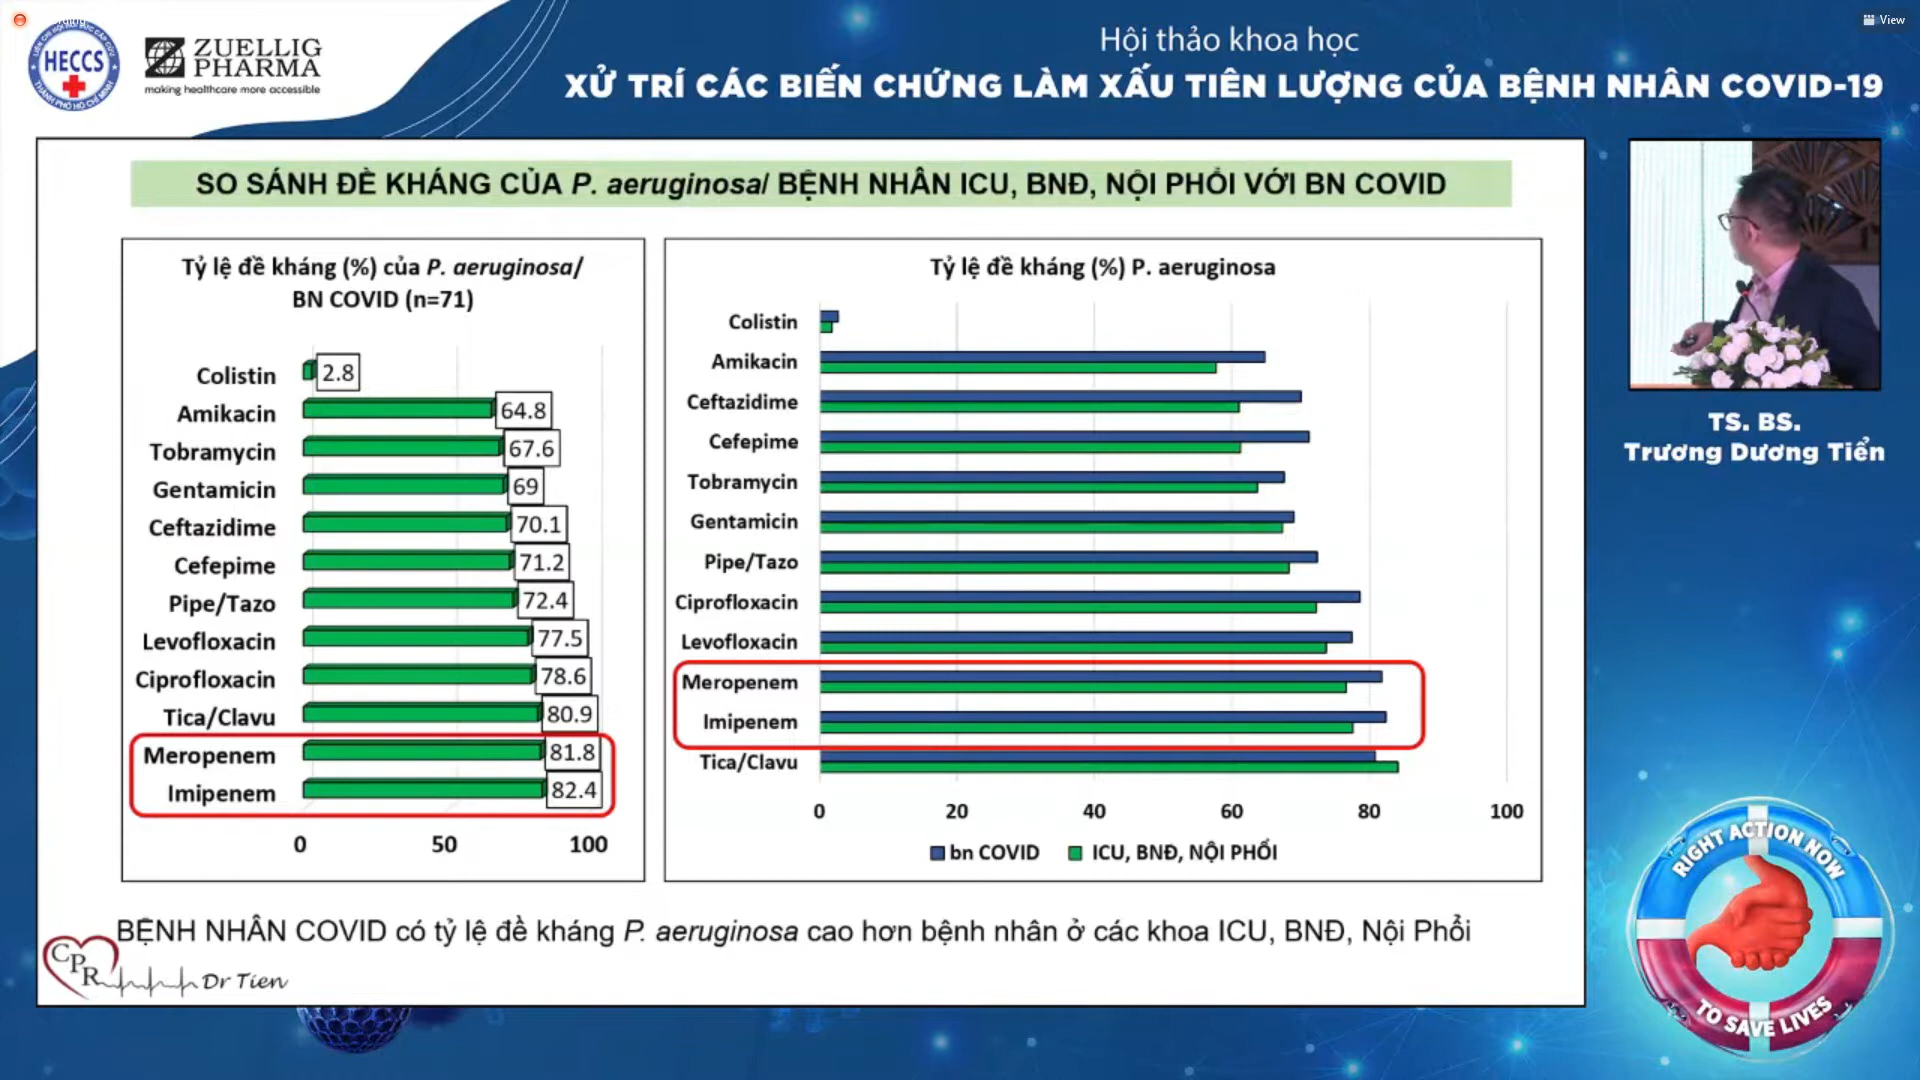 View
HECCS
THÀNH PHỐ HỒ CHÍ MINH
ZUELLIG
PHARMA
making healthcare more accessible
Hội thảo khoa học
XỬ TRÍ CÁC BIẾN CHỨNG LÀM XẤU TIÊN LƯỢNG CỦA BỆNH NHÂN COVID-19
SO SÁNH ĐỀ KHÁNG CỦA P. aeruginosa/ BỆNH NHÂN ICU, BNĐ, NỘI PHỔI VỚI BN COVID
Tỷ lệ đề kháng (%) của P. aeruginosa/
BN COVID (n=71)
Colistin 2.8
Amikacin 64.8
Tobramycin 67.6
Gentamicin 69
Ceftazidime 70.1
Cefepime 71.2
Pipe/Tazo 72.4
Levofloxacin 77.5
Ciprofloxacin 78.6
Tica/Clavu 80.9
Meropenem 81.8
Imipenem 82.4
0 50 100
Tỷ lệ đề kháng (%) P. aeruginosa
Colistin
Amikacin
Ceftazidime
Cefepime
Tobramycin
Gentamicin
Pipe/Tazo
Ciprofloxacin
Levofloxacin
Meropenem
Imipenem
Tica/Clavu
0 20 40 60 80 100
bn COVID ICU, BNĐ, NỘI PHỔI
BỆNH NHÂN COVID có tỷ lệ đề kháng P. aeruginosa cao hơn bệnh nhân ở các khoa ICU, BNĐ, Nội Phổi
CPR Dr Tien
TS. BS.
Trương Dương Tiển
RIGHT ACTION NOW
TO SAVE LIVES